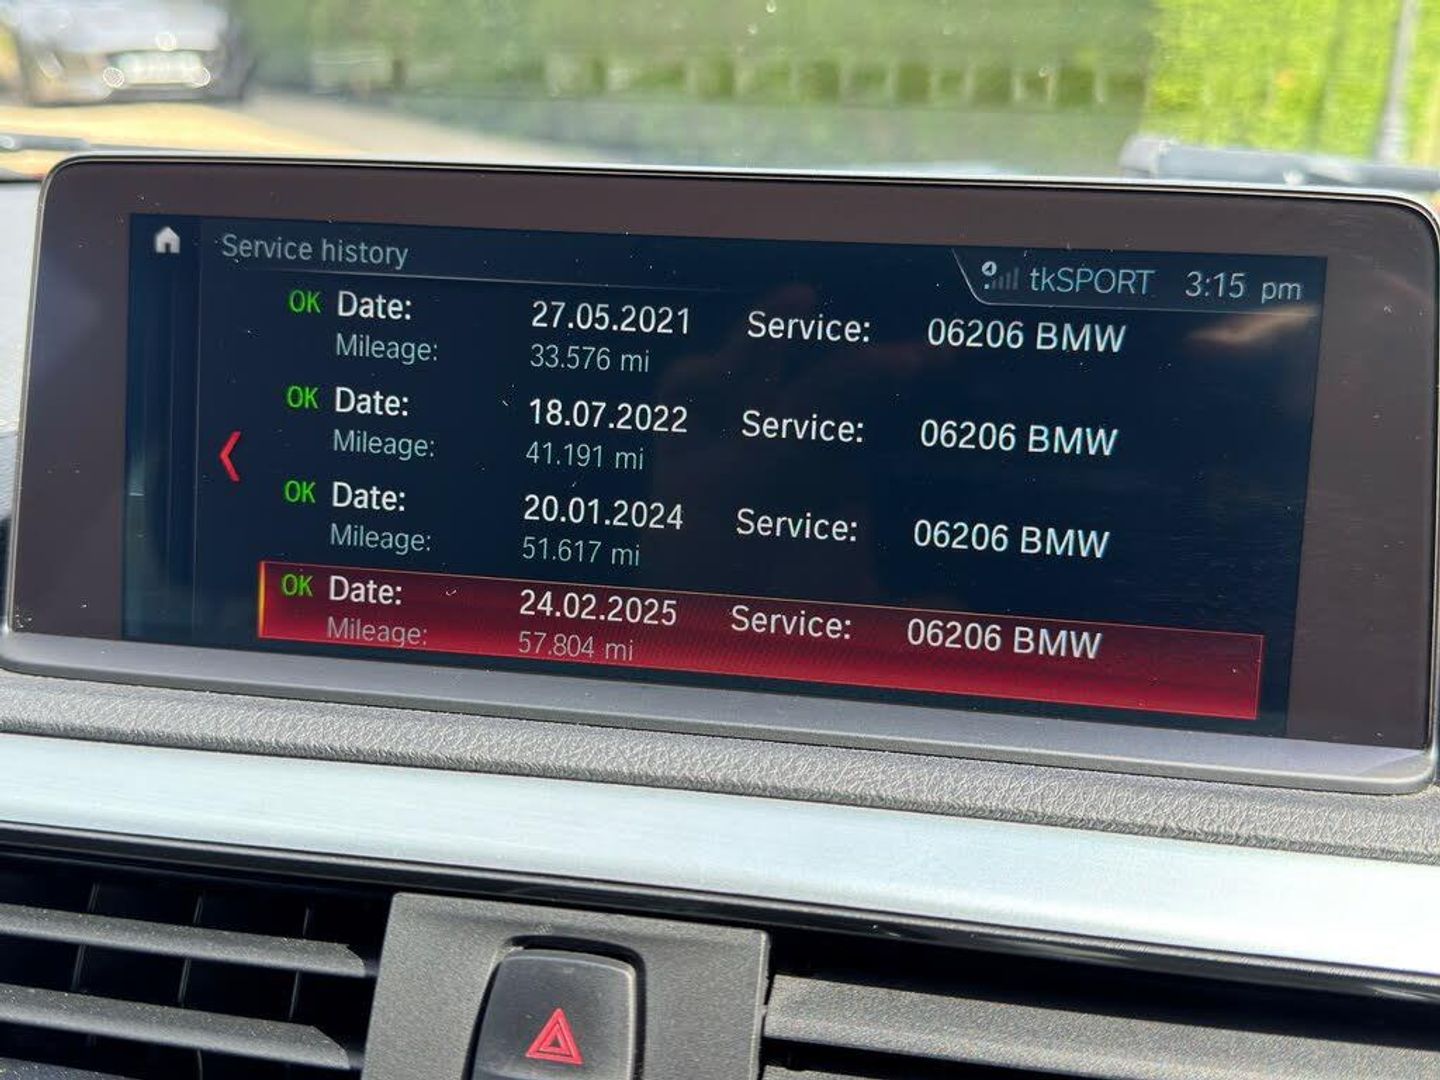 Service history
tkSPORT 3:15 pm
OK Date: 27.05.2021 Service: 06206 BMW
Mileage: 33.576 mi
OK Date: 18.07.2022 Service: 06206 BMW
Mileage: 41.191 mi
OK Date: 20.01.2024 Service: 06206 BMW
Mileage: 51.617 mi
OK Date: 24.02.2025 Service: 06206 BMW
Mileage: 57.804 mi